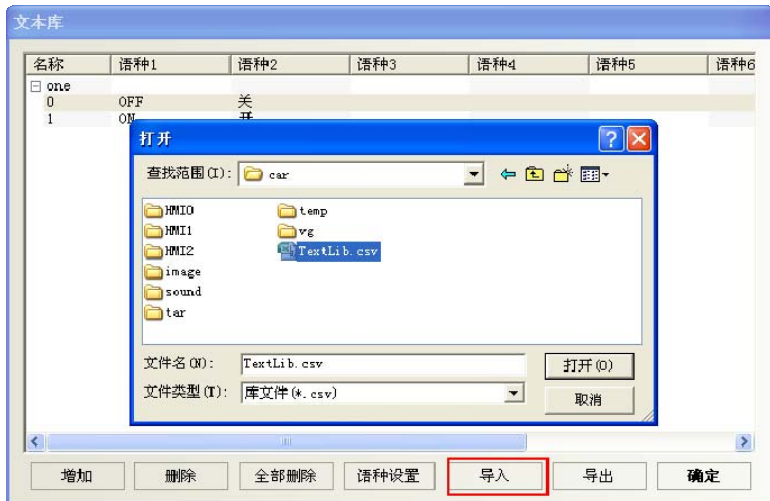 文本库
名称 语种1 语种2 语种3 语种4 语种5 语种6
one
0 OFF 关
1 ON 开
打开
查找范围(I): car
HMI0 temp
HMI1 vg
HMI2 TextLib.csv
image
sound
tar
文件名(N): TextLib.csv 打开(O)
文件类型(T): 库文件(*.csv) 取消
增加 删除 全部删除 语种设置 导入 导出 确定